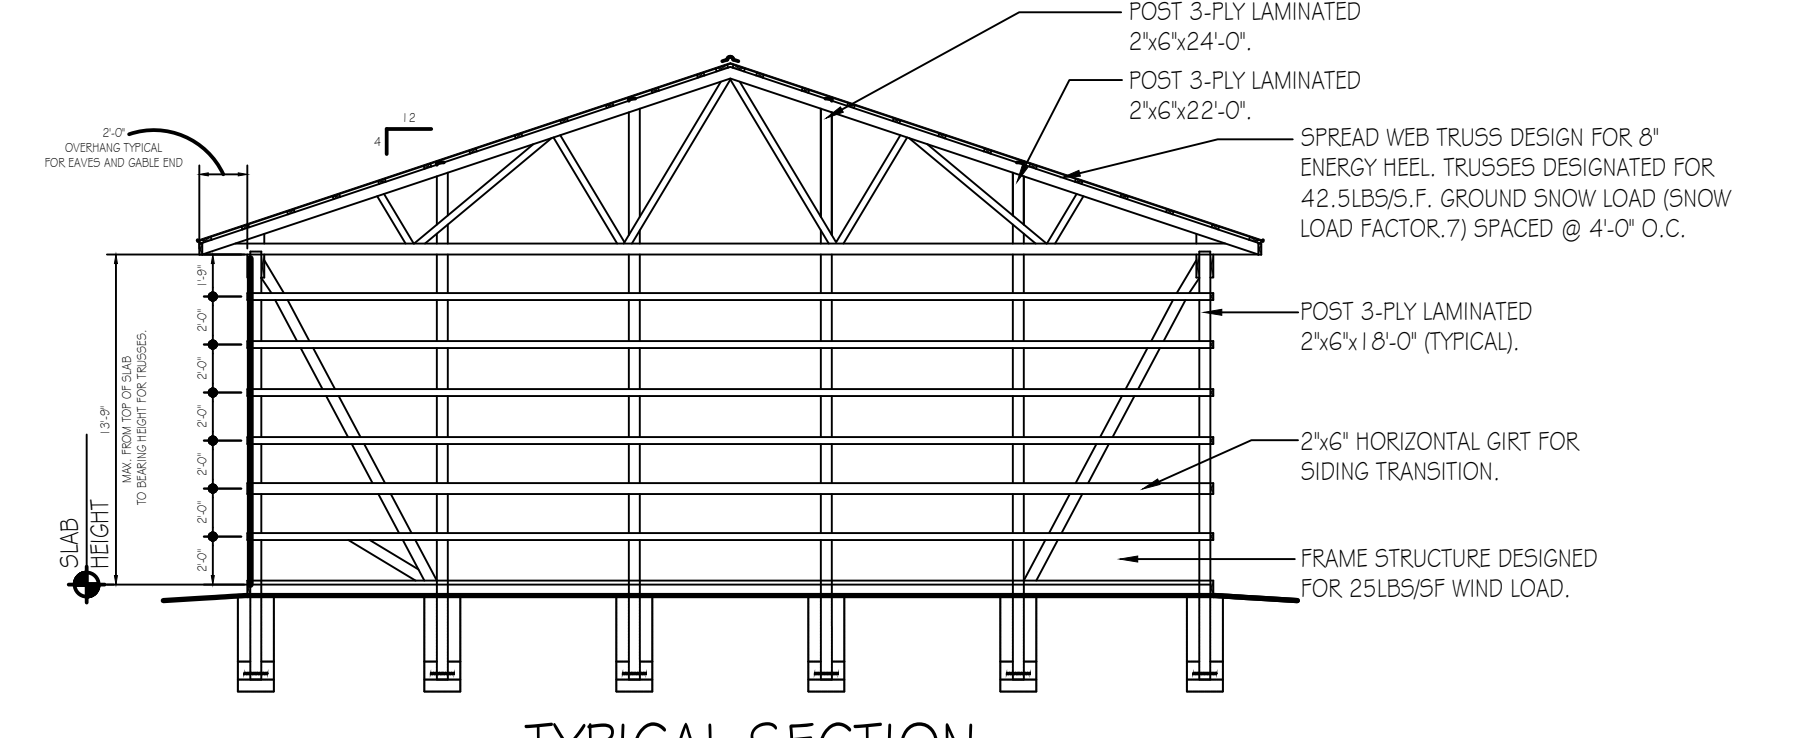 POST 3-PLY LAMINATED
2"x6"x24'-0".
POST 3-PLY LAMINATED
2"x6"x22'-0".
SPREAD WEB TRUSS DESIGN FOR 8"
ENERGY HEEL. TRUSSES DESIGNATED FOR
42.5LBS/S.F. GROUND SNOW LOAD (SNOW
LOAD FACTOR.7) SPACED @ 4'-0" O.C.
12
4
2'-0"
OVERHANG TYPICAL
FOR EAVES AND GABLE END
POST 3-PLY LAMINATED
2"x6"x18'-0" (TYPICAL).
2"x6" HORIZONTAL GIRT FOR
SIDING TRANSITION.
FRAME STRUCTURE DESIGNED
FOR 25LBS/SF WIND LOAD.
1'-9"
2'-0"
2'-0"
2'-0"
2'-0"
2'-0"
2'-0"
13'-9"
MAX. FROM TOP OF SLAB
TO BEARING HEIGHT FOR TRUSSES.
SLAB
HEIGHT
TYPICAL SECTION